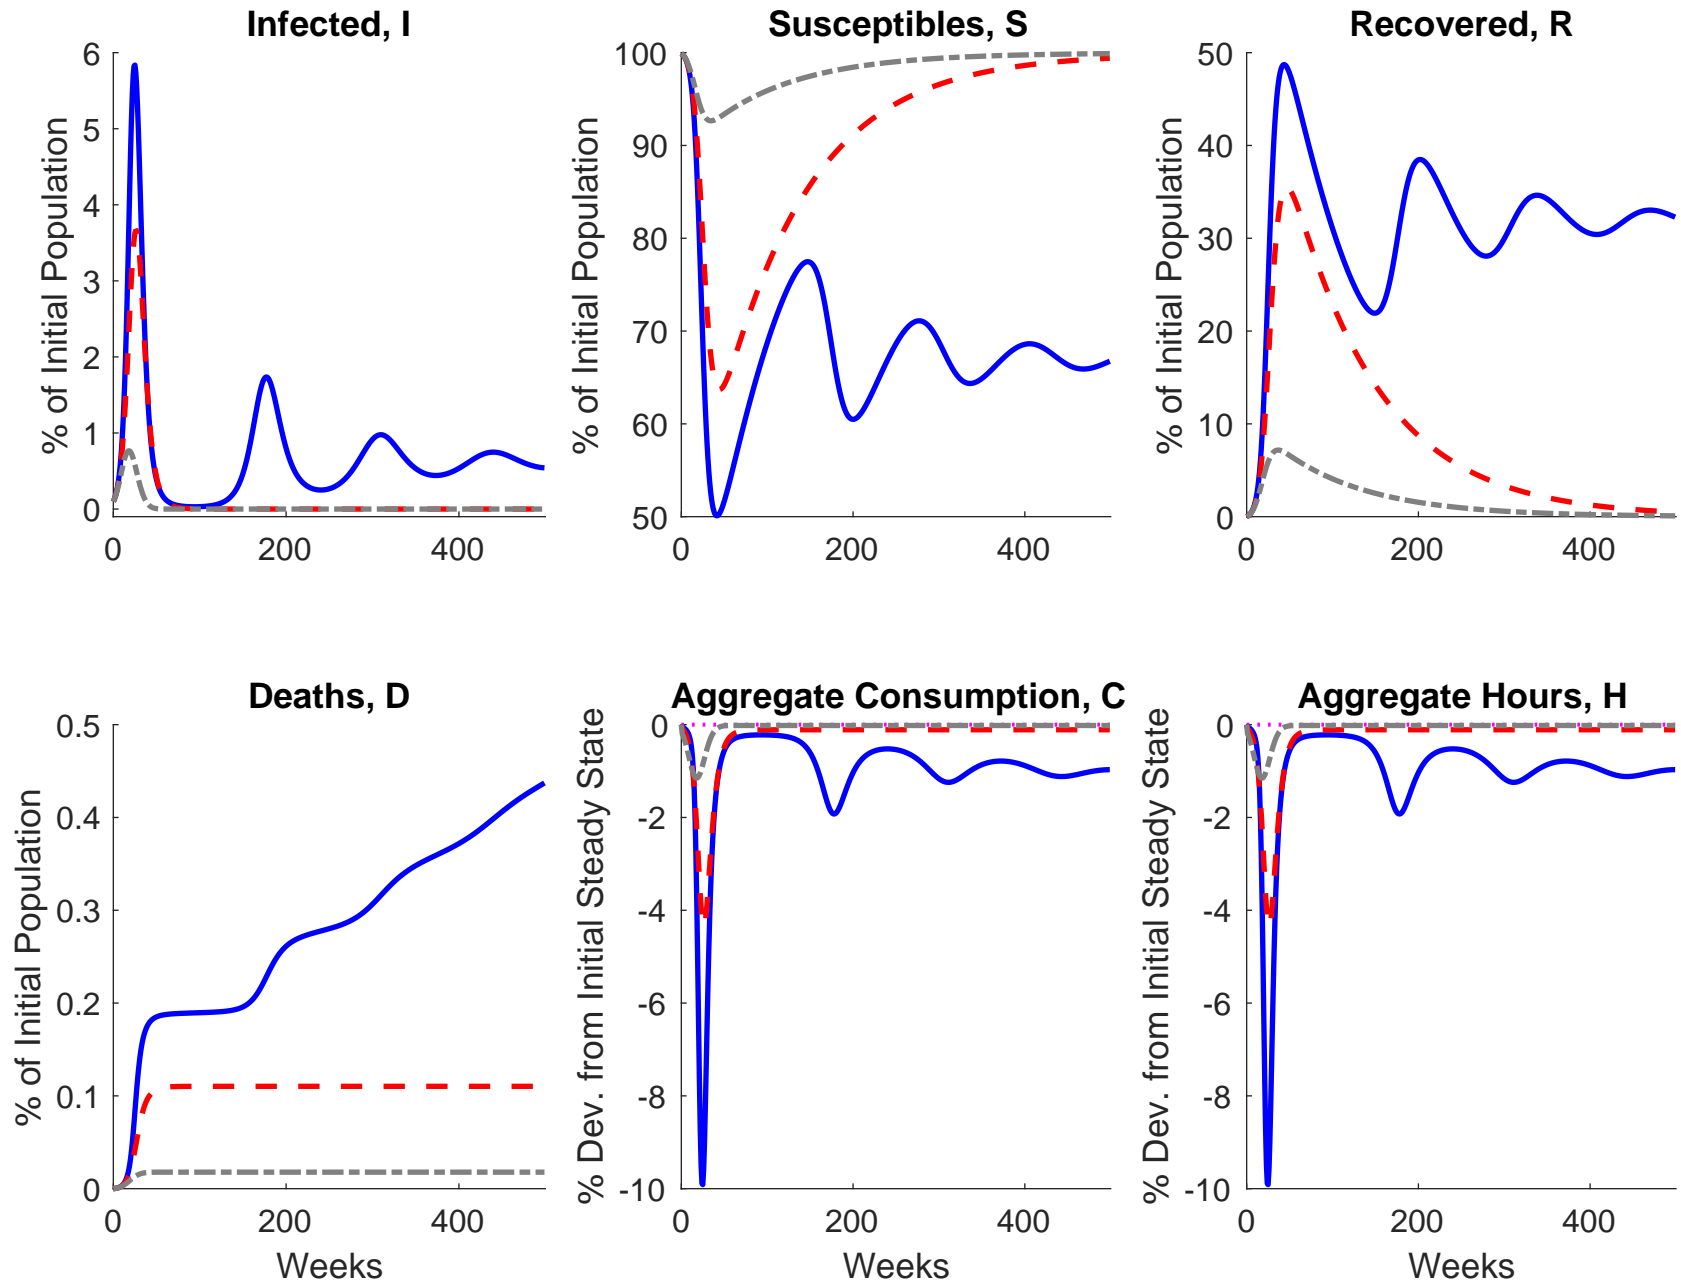 Infected, I
% of Initial Population
6
5
4
3
2
1
0
0 200 400
Susceptibles, S
% of Initial Population
100
90
80
70
60
50
0 200 400
Recovered, R
% of Initial Population
50
40
30
20
10
0
0 200 400
Deaths, D
% of Initial Population
0.5
0.4
0.3
0.2
0.1
0
0 200 400
Weeks
Aggregate Consumption, C
% Dev. from Initial Steady State
0
-2
-4
-6
-8
-10
0 200 400
Weeks
Aggregate Hours, H
% Dev. from Initial Steady State
0
-2
-4
-6
-8
-10
0 200 400
Weeks